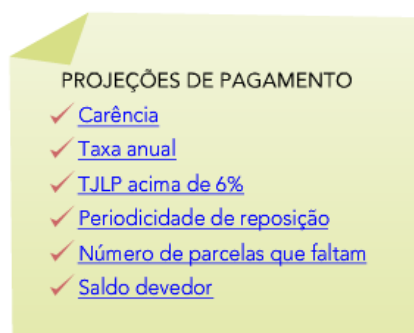 PROJEÇÕES DE PAGAMENTO
Carência
Taxa anual
TJLP acima de 6%
Periodicidade de reposição
Número de parcelas que faltam
Saldo devedor